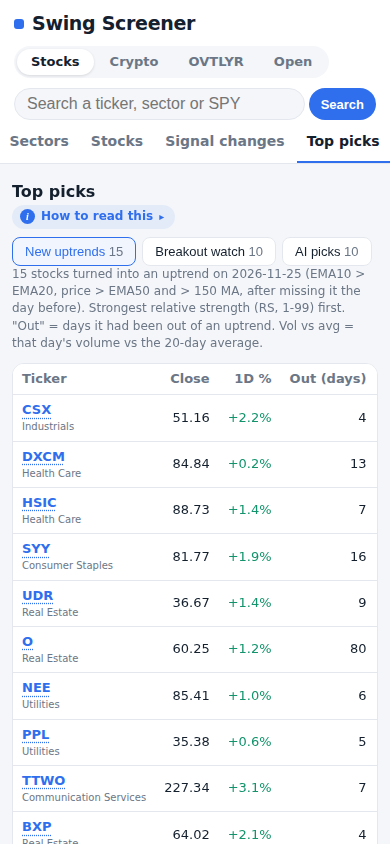 Swing Screener
Stocks Crypto OVTLYR Open
Search a ticker, sector or SPY Search
Sectors Stocks Signal changes Top picks
Top picks
i How to read this ▸
New uptrends 15 Breakout watch 10 AI picks 10
15 stocks turned into an uptrend on 2026-11-25 (EMA10 >
EMA20, price > EMA50 and > 150 MA, after missing it the
day before). Strongest relative strength (RS, 1-99) first.
"Out" = days it had been out of an uptrend. Vol vs avg =
that day's volume vs the 20-day average.
Ticker Close 1D % Out (days)
CSX 51.16 +2.2% 4
Industrials
DXCM 84.84 +0.2% 13
Health Care
HSIC 88.73 +1.4% 7
Health Care
SYY 81.77 +1.9% 16
Consumer Staples
UDR 36.67 +1.4% 9
Real Estate
O 60.25 +1.2% 80
Real Estate
NEE 85.41 +1.0% 6
Utilities
PPL 35.38 +0.6% 5
Utilities
TTWO 227.34 +3.1% 7
Communication Services
BXP 64.02 +2.1% 4
Real Estate